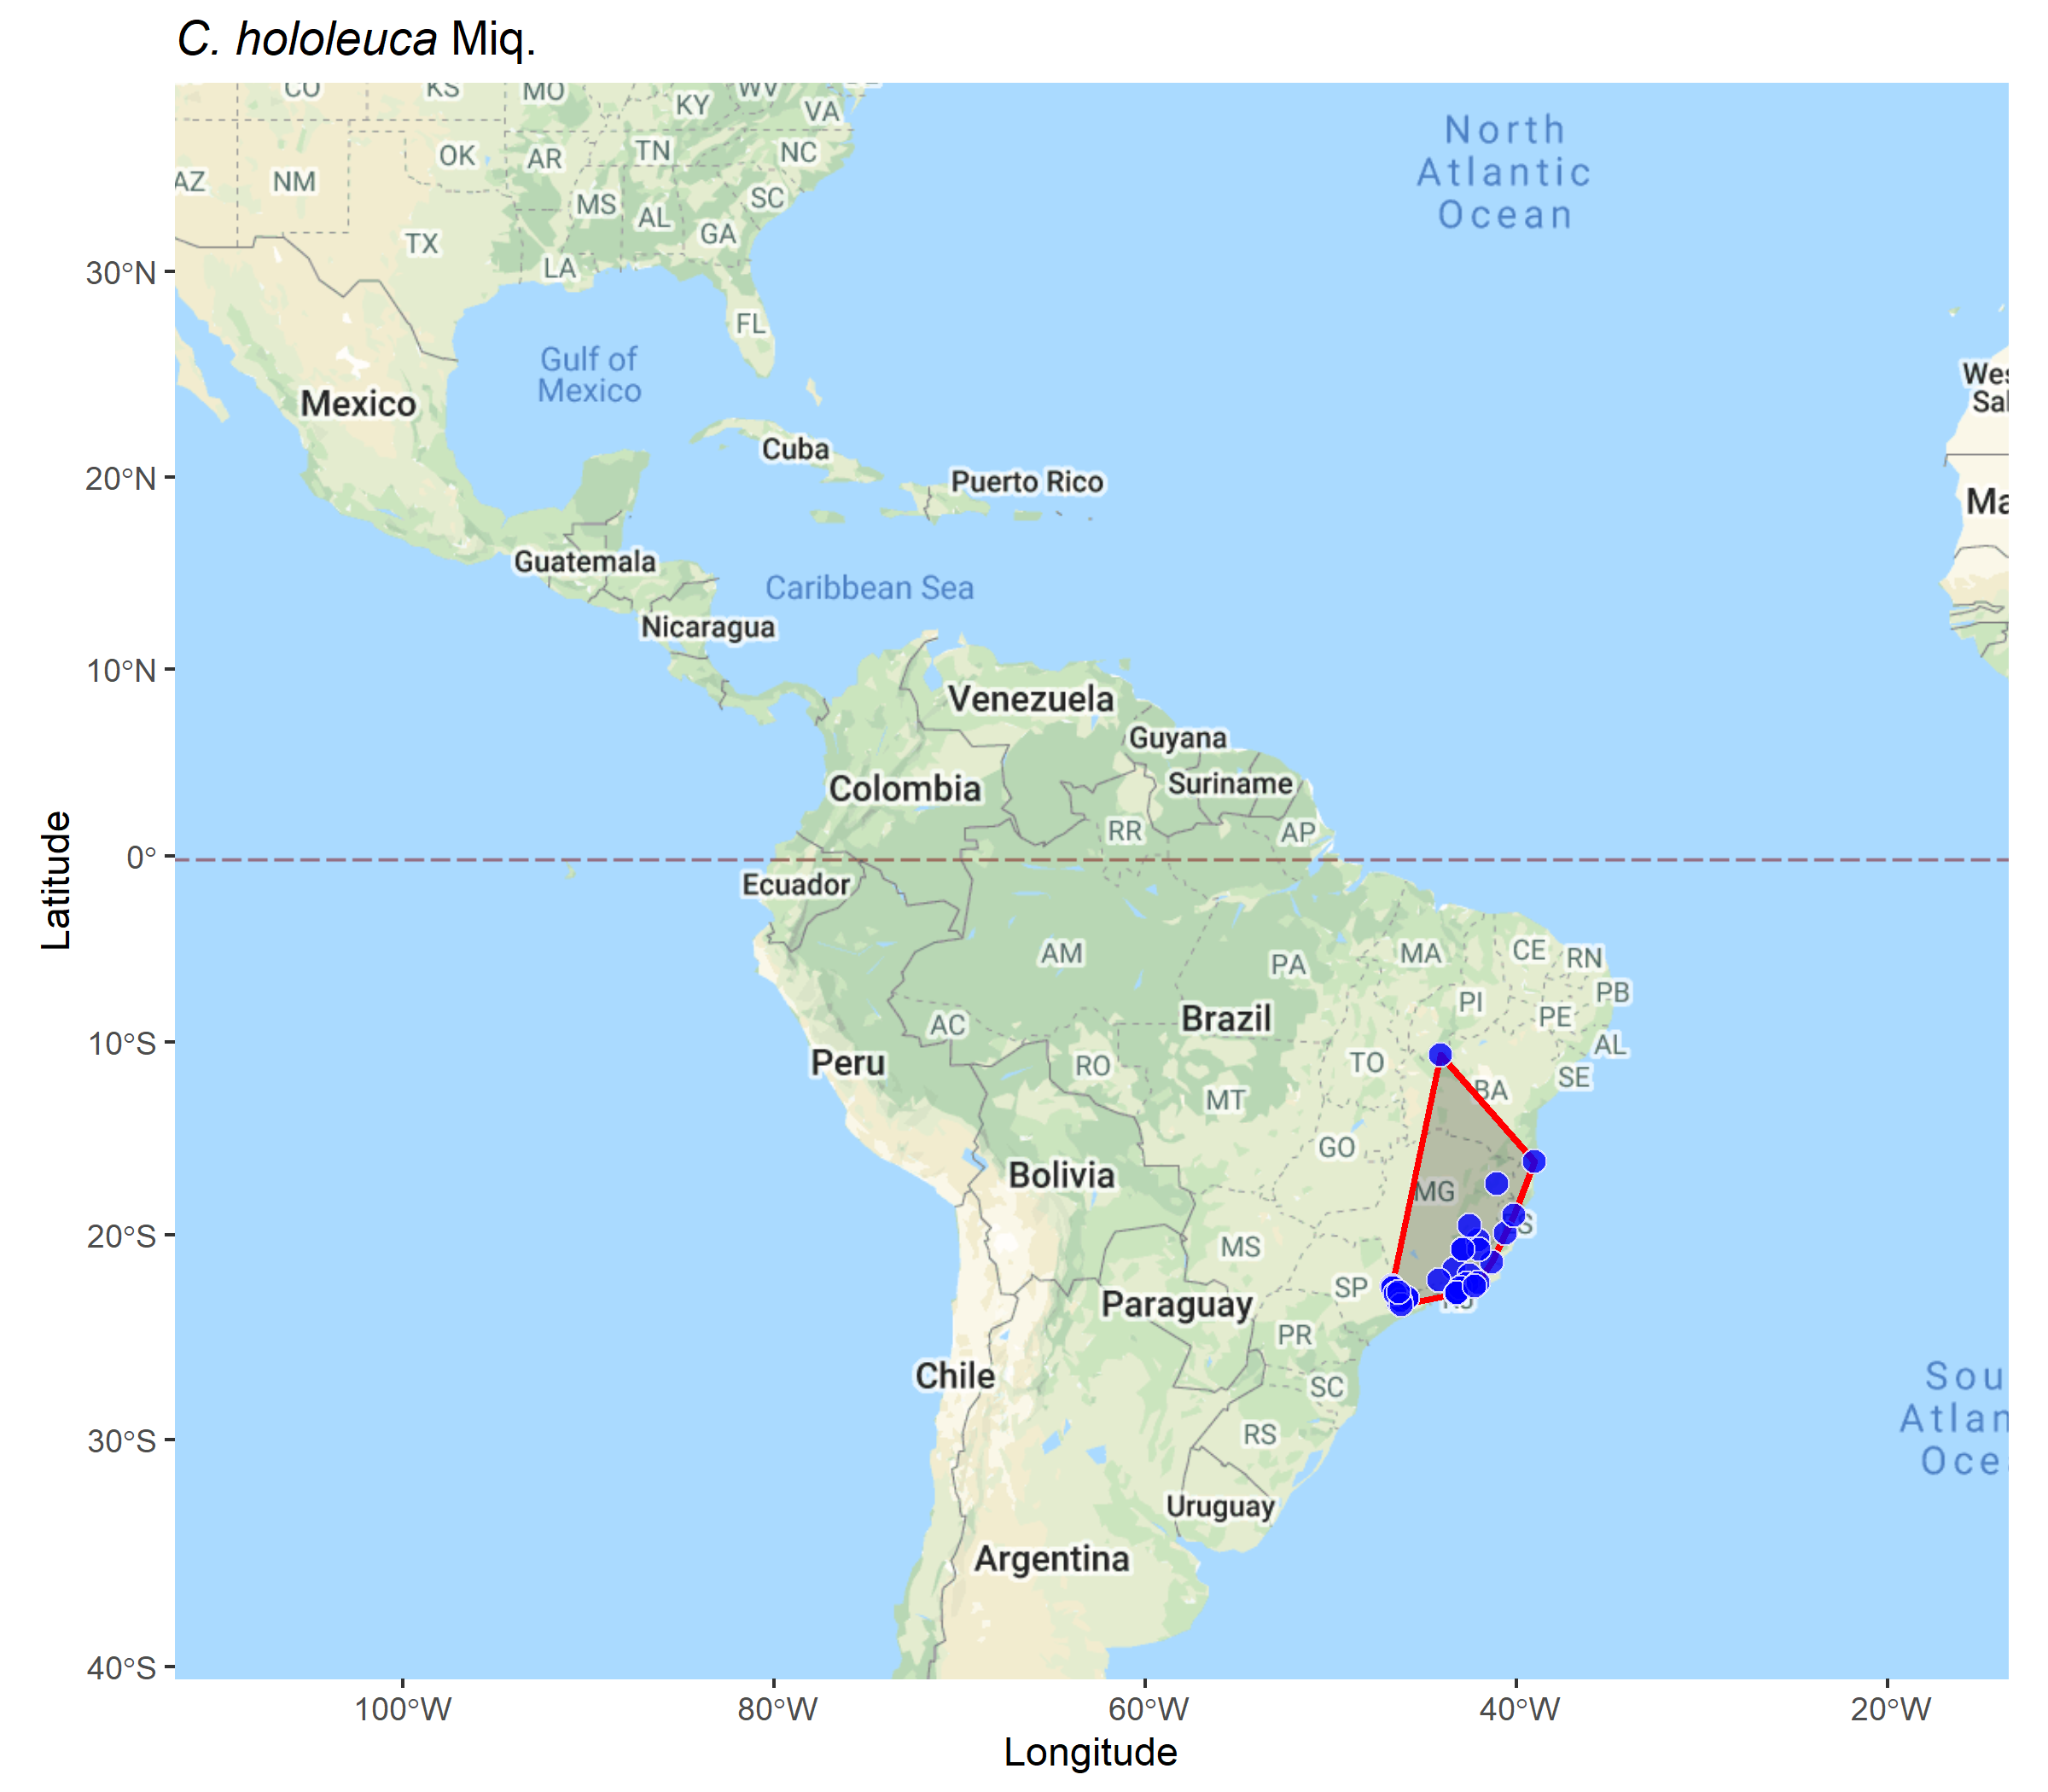 C. hololeuca Miq.
CO
KS
MO
KY
WV
VA
OK
AR
TN
NC
AZ
NM
MS
AL
SC
GA
TX
LA
FL
North
Atlantic
Ocean
Gulf of
Mexico
Mexico
Cuba
Puerto Rico
Wes
Sal
Ma
Guatemala
Caribbean Sea
Nicaragua
Venezuela
Guyana
Suriname
Colombia
RR
AP
Ecuador
AM
PA
MA
CE
RN
PI
PB
PE
AC
Brazil
AL
Peru
RO
TO
SE
MT
BA
GO
Bolivia
MG
S
MS
SP
Paraguay
PR
Chile
SC
RS
Uruguay
Argentina
Sou
Atlan
Oce
30°N
20°N
10°N
0°
10°S
20°S
30°S
40°S
Latitude
100°W
80°W
60°W
40°W
20°W
Longitude